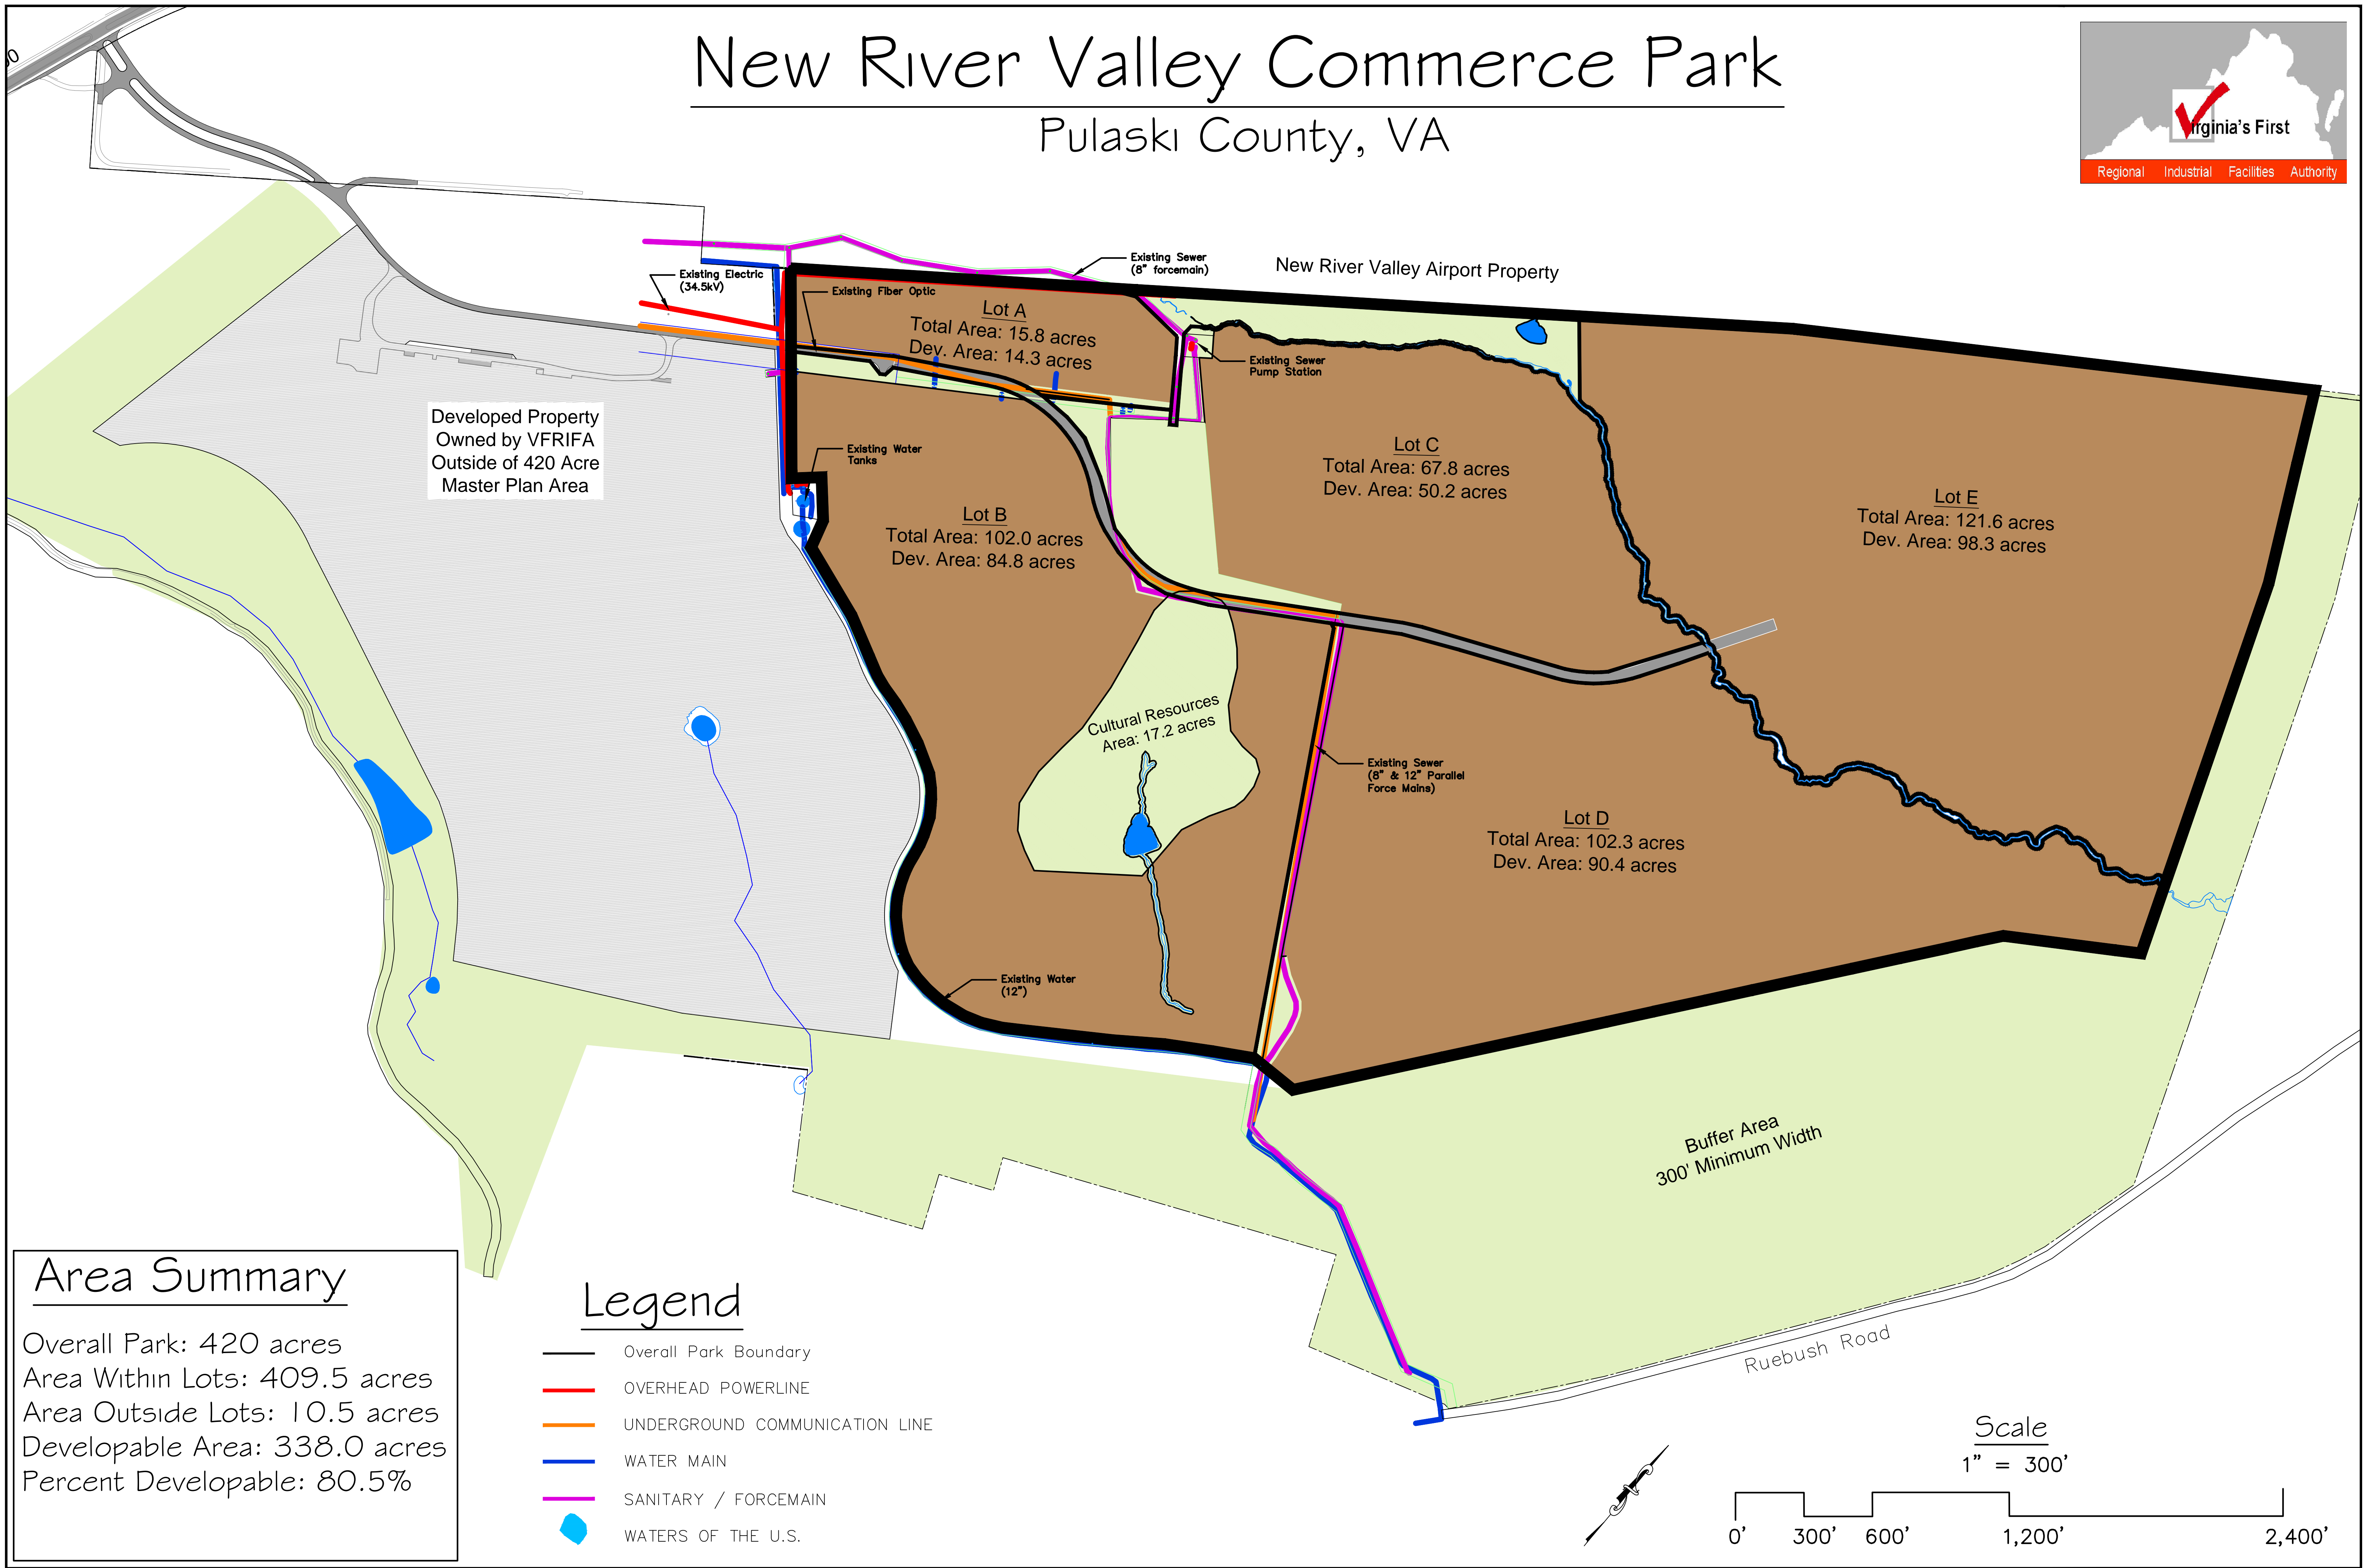 New River Valley Commerce Park
Pulaski County, VA
irginia's First
Regional Industrial Facilities Authority
Existing Sewer
(8" forcemain)
New River Valley Airport Property
Existing Electric
(34.5kV)
Existing Fiber Optic
Lot A
Total Area: 15.8 acres
Dev. Area: 14.3 acres
Existing Sewer
Pump Station
Developed Property
Owned by VFRIFA
Outside of 420 Acre
Master Plan Area
Existing Water
Tanks
Lot C
Total Area: 67.8 acres
Dev. Area: 50.2 acres
Lot E
Total Area: 121.6 acres
Dev. Area: 98.3 acres
Lot B
Total Area: 102.0 acres
Dev. Area: 84.8 acres
Cultural Resources
Area: 17.2 acres
Existing Sewer
(8" & 12" Parallel
Force Mains)
Lot D
Total Area: 102.3 acres
Dev. Area: 90.4 acres
Existing Water
(12")
Buffer Area
300' Minimum Width
Ruebush Road
Area Summary
Overall Park: 420 acres
Area Within Lots: 409.5 acres
Area Outside Lots: 10.5 acres
Developable Area: 338.0 acres
Percent Developable: 80.5%
Legend
Overall Park Boundary
OVERHEAD POWERLINE
UNDERGROUND COMMUNICATION LINE
WATER MAIN
SANITARY / FORCEMAIN
WATERS OF THE U.S.
Scale
1" = 300'
0' 300' 600' 1,200' 2,400'